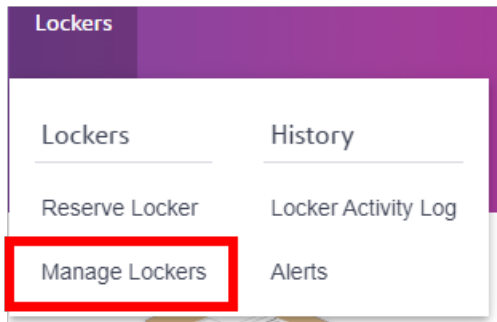 Lockers
Lockers
History
Reserve Locker
Locker Activity Log
Manage Lockers
Alerts